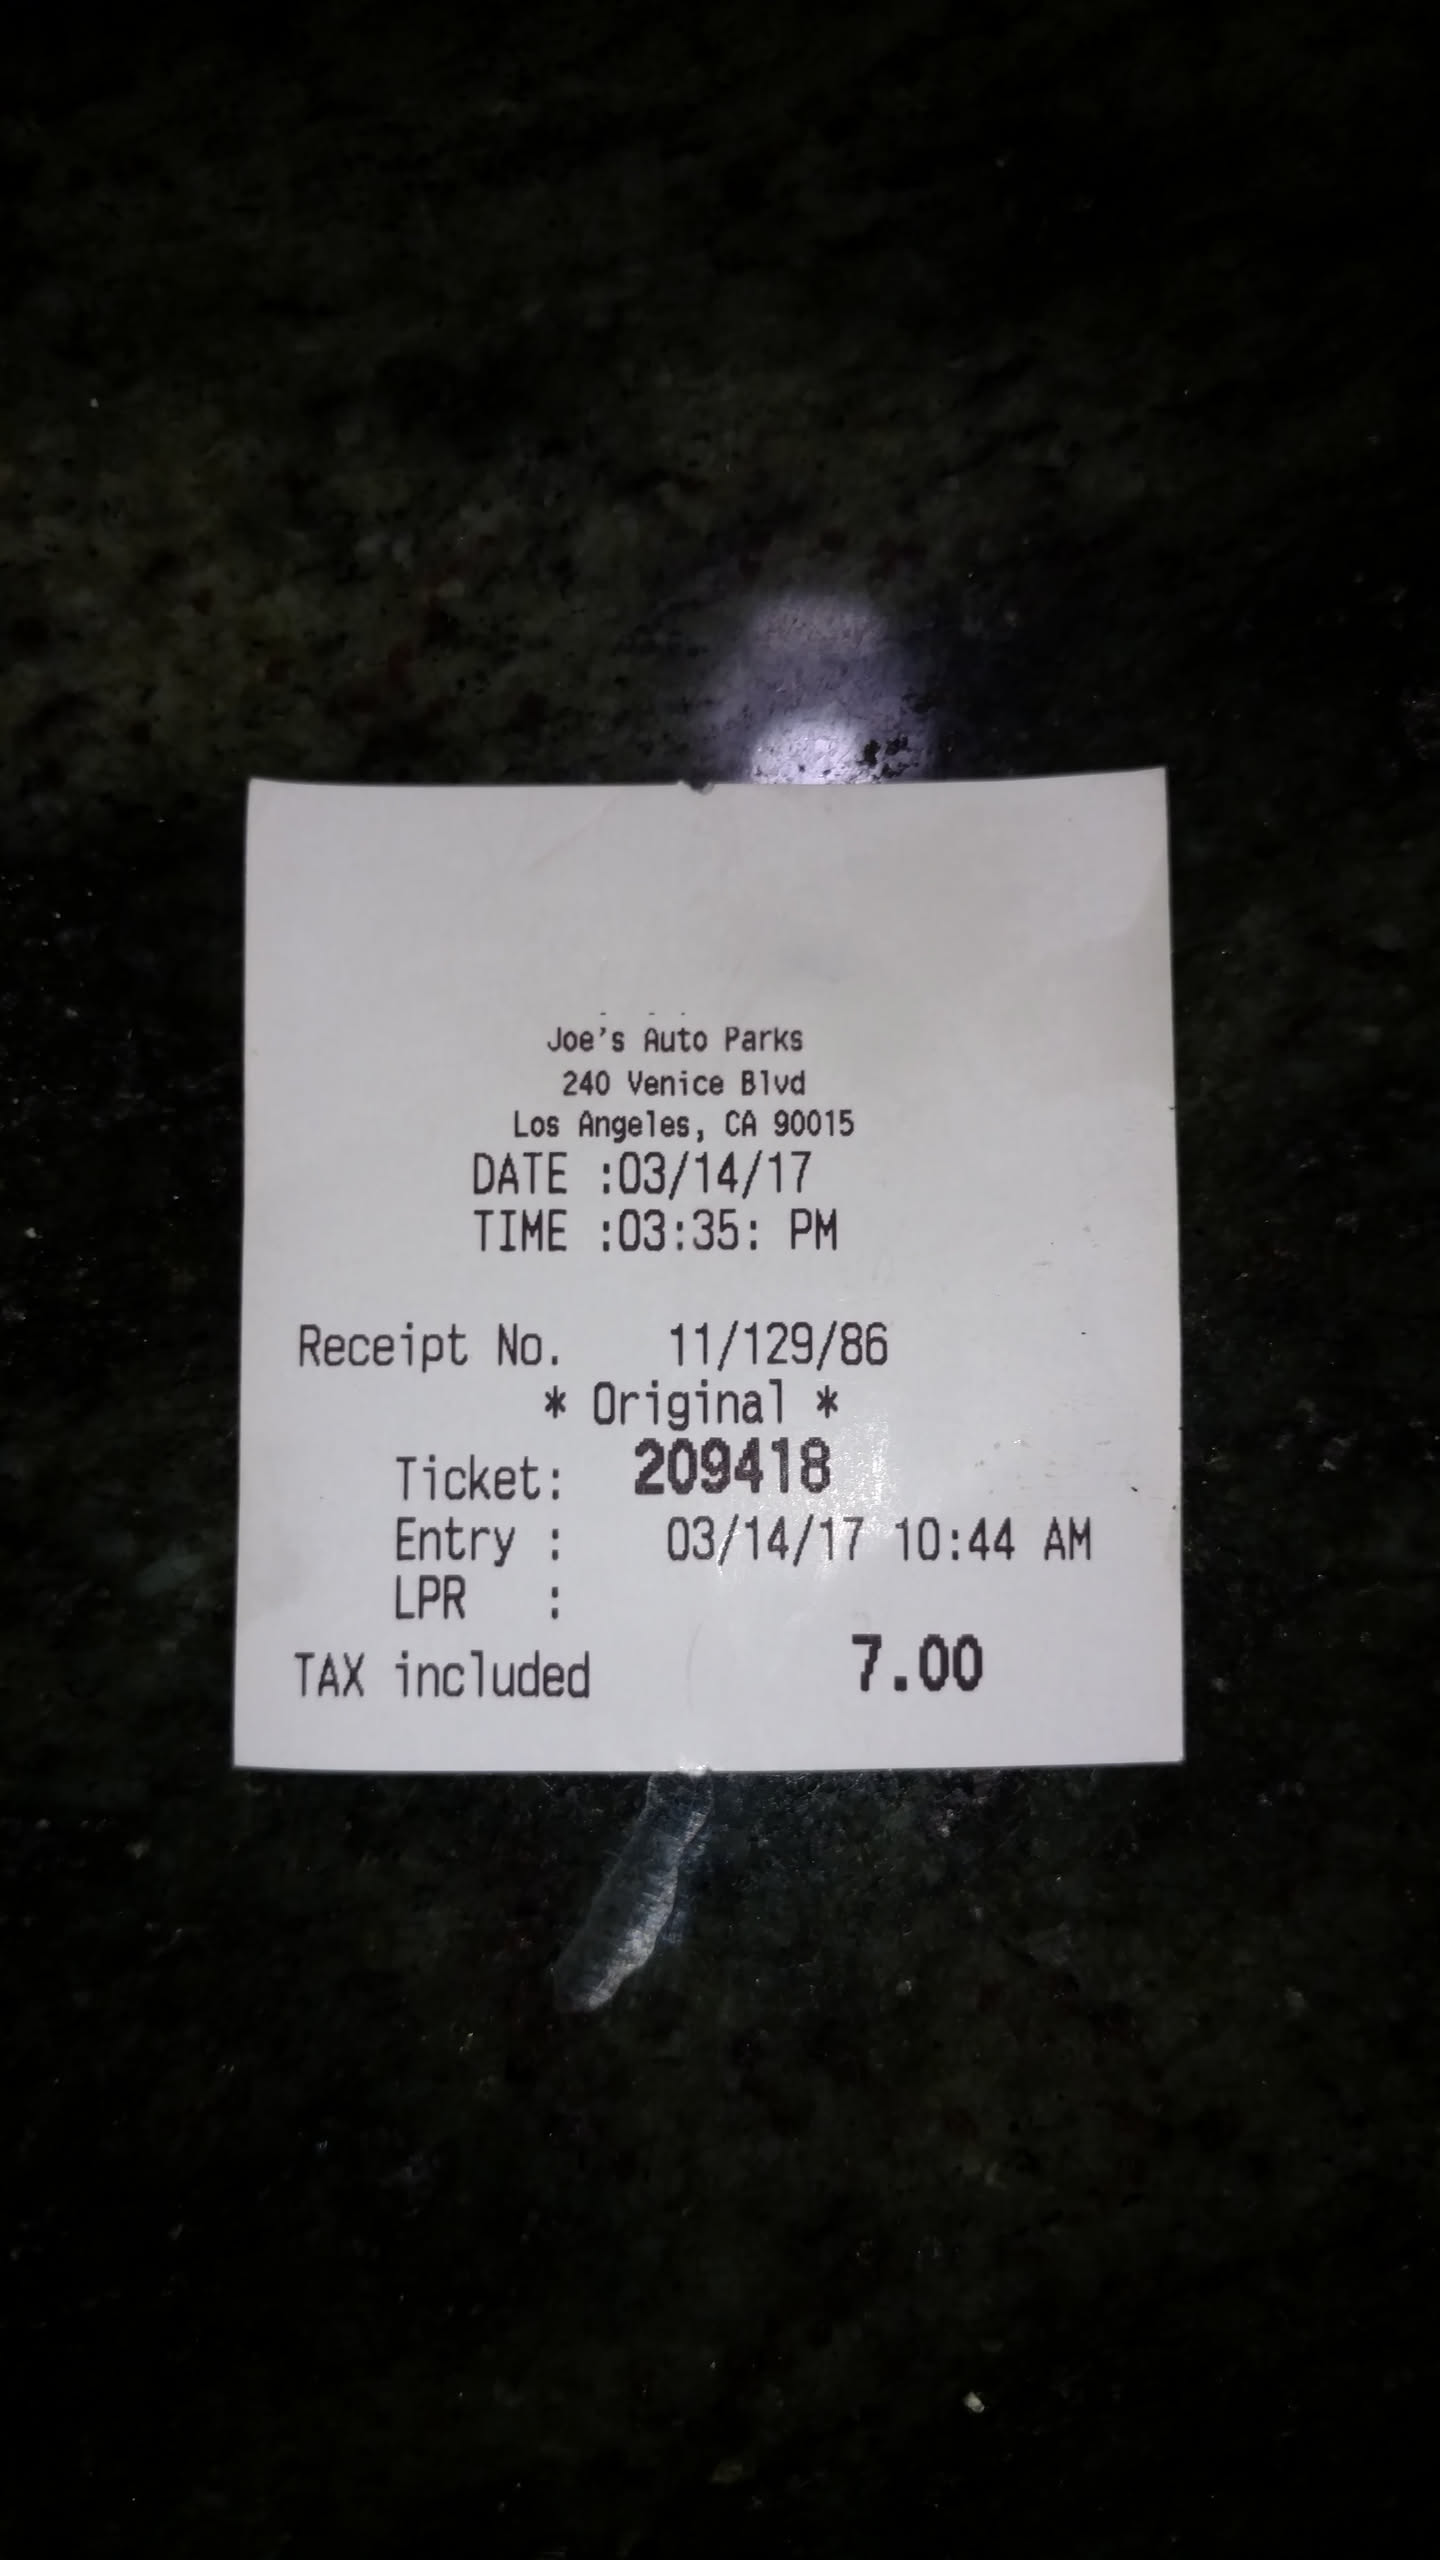 Joe's Auto Parks
240 Venice Blvd
Los Angeles, CA 90015
DATE :03/14/17
TIME :03:35: PM
Receipt No. 11/129/86
* Original *
Ticket: 209418
Entry : 03/14/17 10:44 AM
LPR :
TAX included 7.00